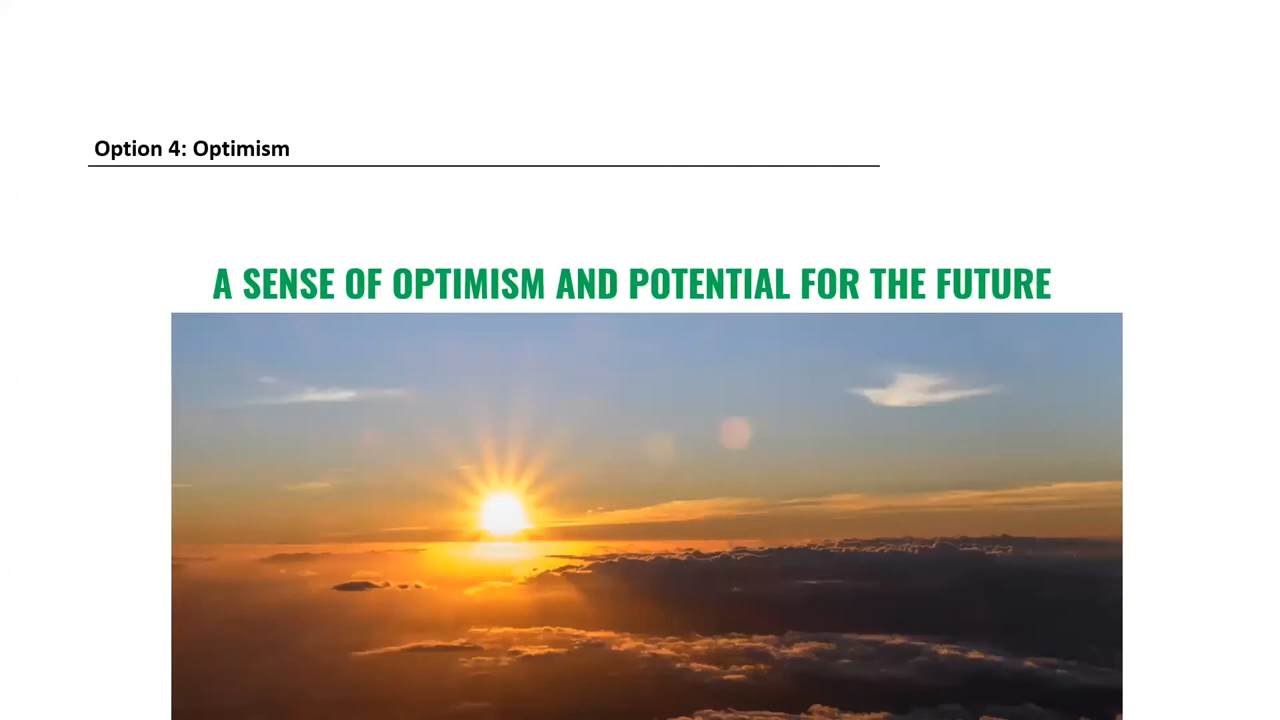 Option 4: Optimism
A SENSE OF OPTIMISM AND POTENTIAL FOR THE FUTURE